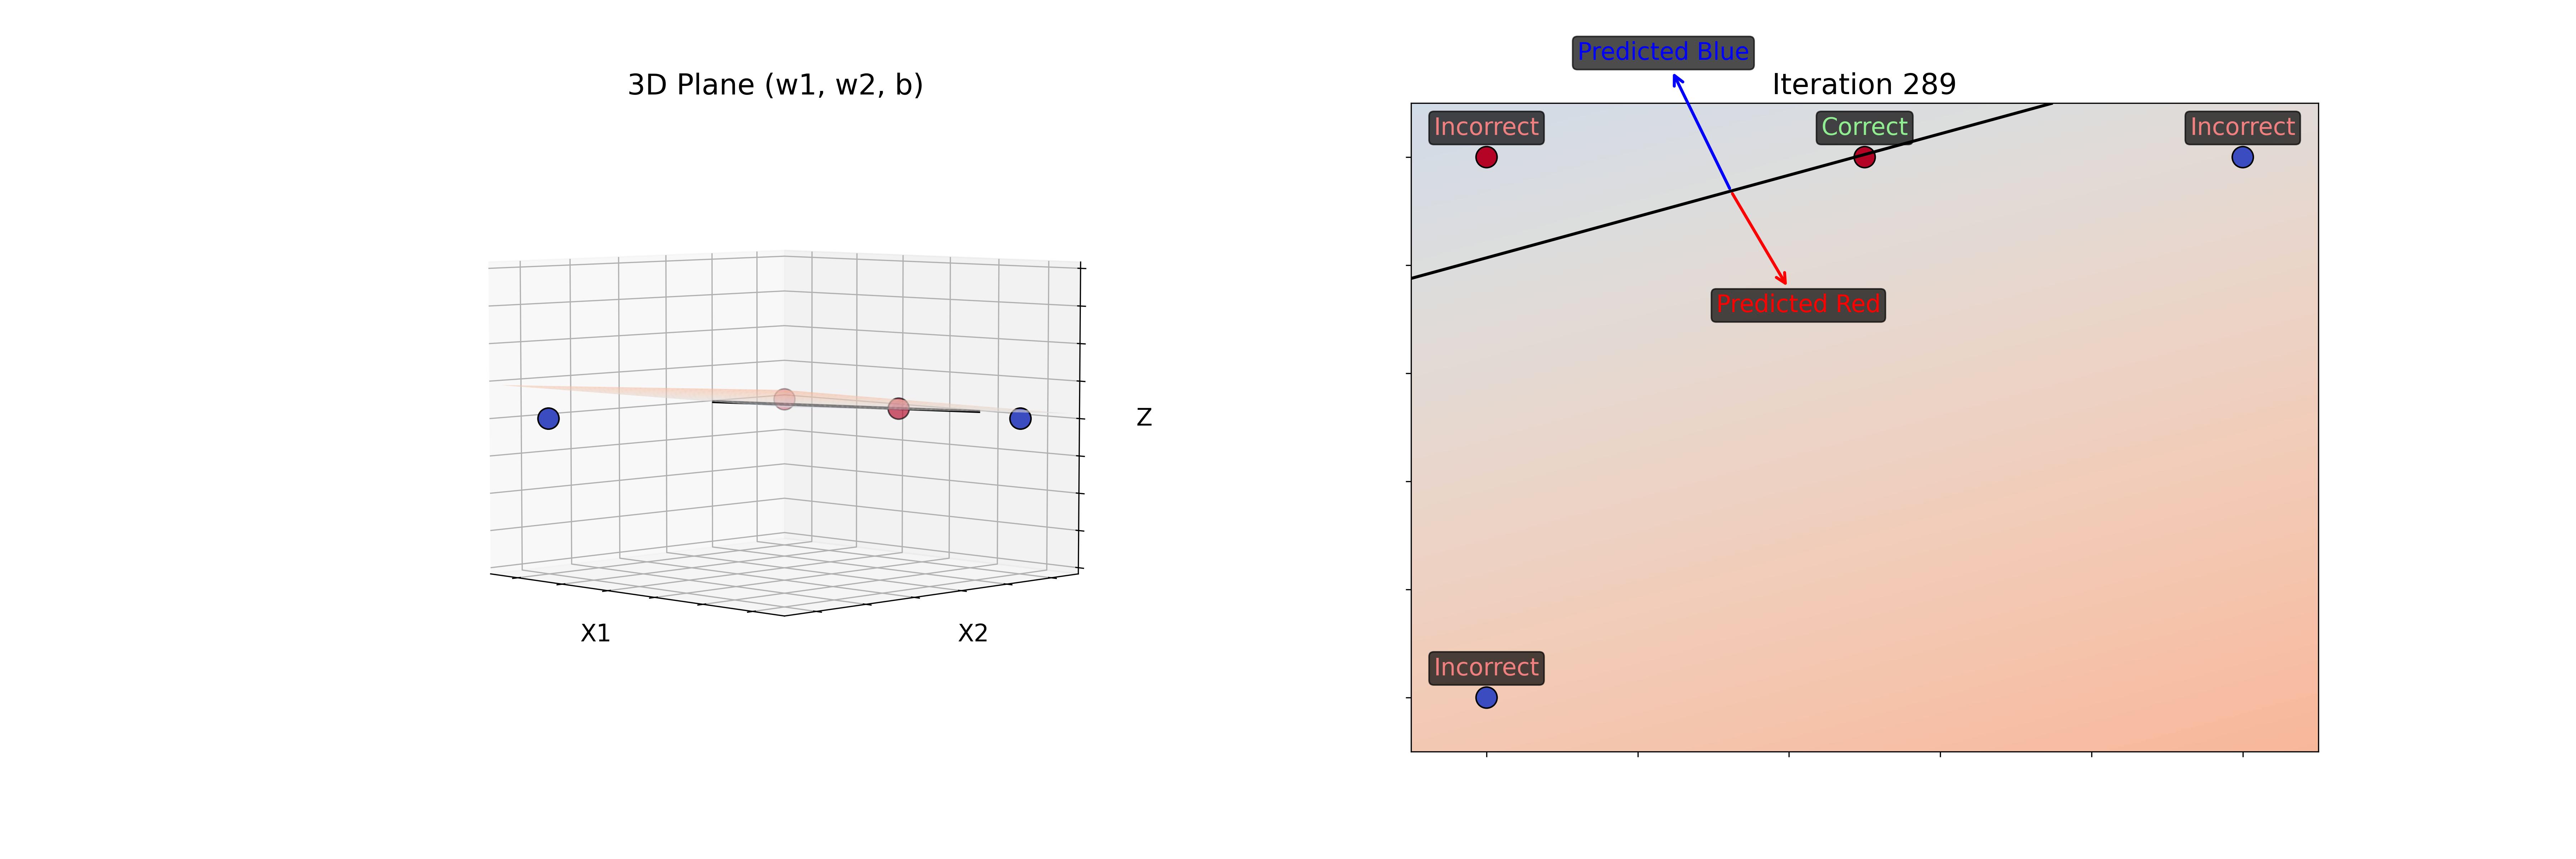 3D Plane (w1, w2, b)
Z
X1
X2
Predicted Blue
Iteration 289
Incorrect
Correct
Incorrect
Predicted Red
Incorrect